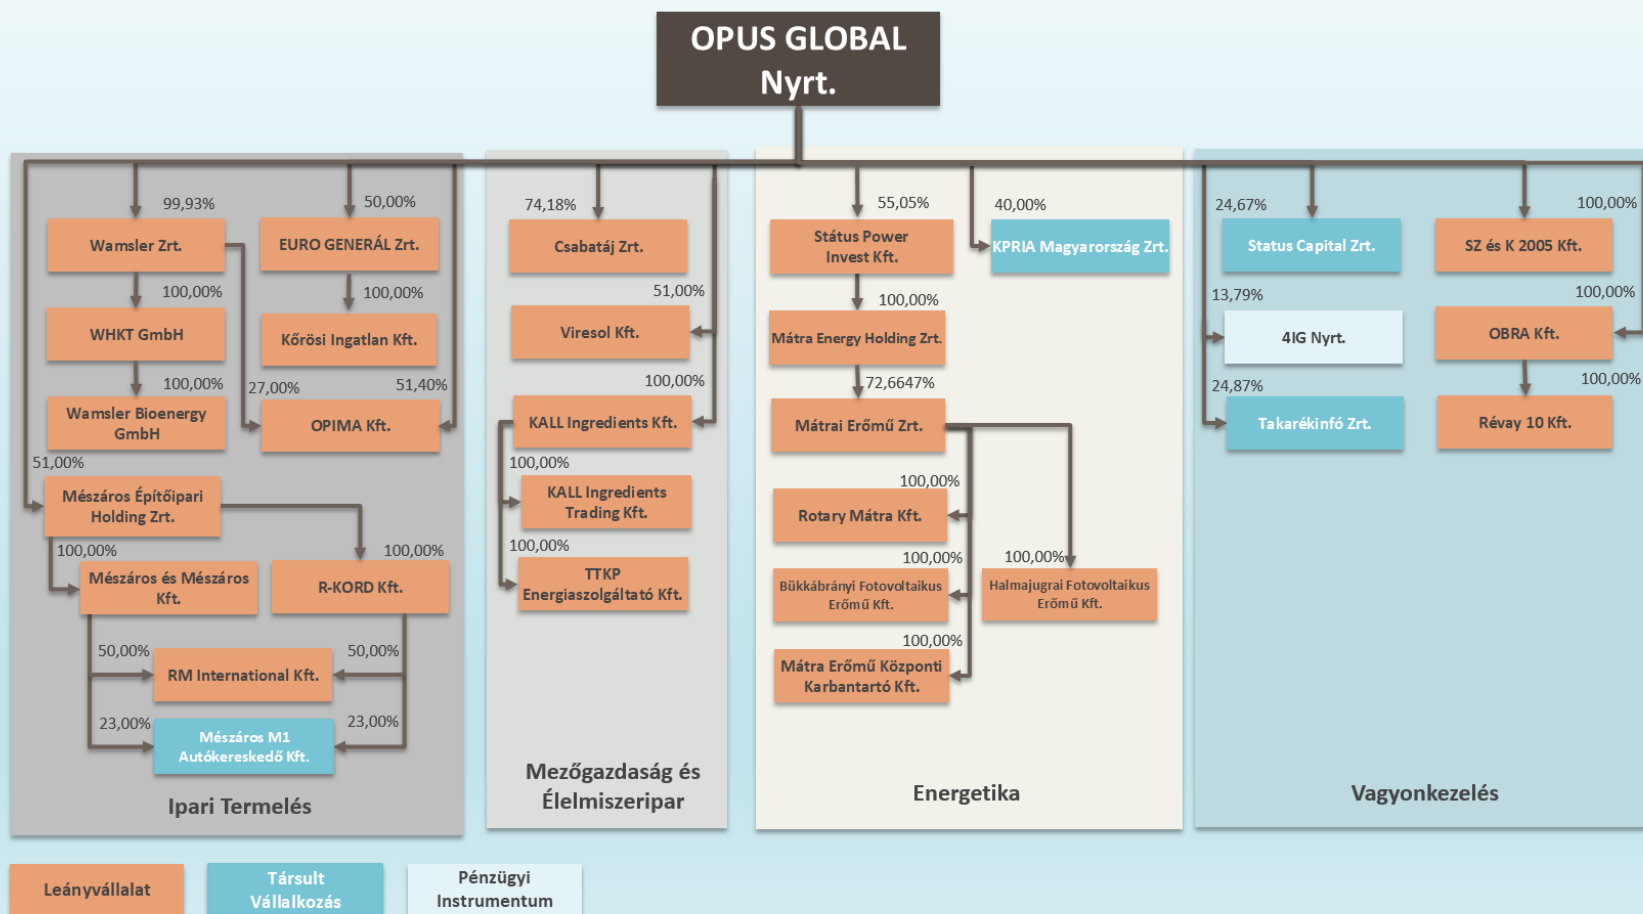 OPUS GLOBAL
Nyrt.
99,93%
Wamsler Zrt.
50,00%
EURO GENERÁL Zrt.
100,00%
WHKT GmbH
100,00%
Kőrösi Ingatlan Kft.
100,00%
Wamsler Bioenergy
GmbH
27,00%
51,40%
OPIMA Kft.
51,00%
Mészáros Építőipari
Holding Zrt.
100,00%
Mészáros és Mészáros
Kft.
100,00%
R-KORD Kft.
50,00%
50,00%
RM International Kft.
23,00%
23,00%
Mészáros M1
Autókereskedő Kft.
Ipari Termelés
74,18%
Csabatáj Zrt.
51,00%
Viresol Kft.
100,00%
KALL Ingredients Kft.
100,00%
KALL Ingredients
Trading Kft.
100,00%
TTKP
Energiaszolgáltató Kft.
Mezőgazdaság és
Élelmiszeripar
55,05%
Státus Power
Invest Kft.
40,00%
KPRIA Magyarország Zrt.
100,00%
Mátra Energy Holding Zrt.
72,6647%
Mátrai Erőmű Zrt.
100,00%
Rotary Mátra Kft.
100,00%
Bükkábrányi Fotovoltaikus
Erőmű Kft.
100,00%
Halmajugrai Fotovoltaikus
Erőmű Kft.
100,00%
Mátra Erőmű Központi
Karbantartó Kft.
Energetika
24,67%
Status Capital Zrt.
100,00%
SZ és K 2005 Kft.
13,79%
4IG Nyrt.
100,00%
OBRA Kft.
24,87%
Takarékinfó Zrt.
100,00%
Révay 10 Kft.
Vagyonkezelés
Leányvállalat
Társult
Vállalkozás
Pénzügyi
Instrumentum